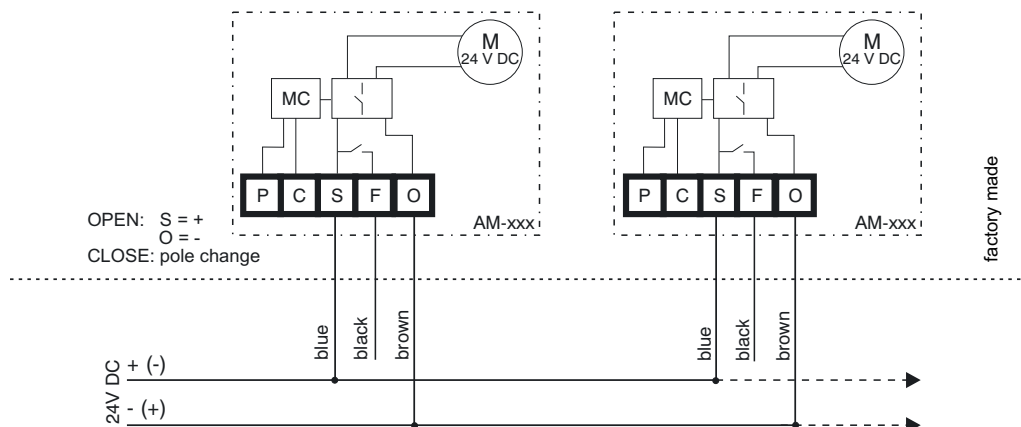 M
24 V DC
MC
P C S F O
AM-xxx
M
24 V DC
MC
P C S F O
AM-xxx
factory made
OPEN: S = +
O = -
CLOSE: pole change
blue
black
brown
blue
black
brown
24V DC
+ (-)
- (+)